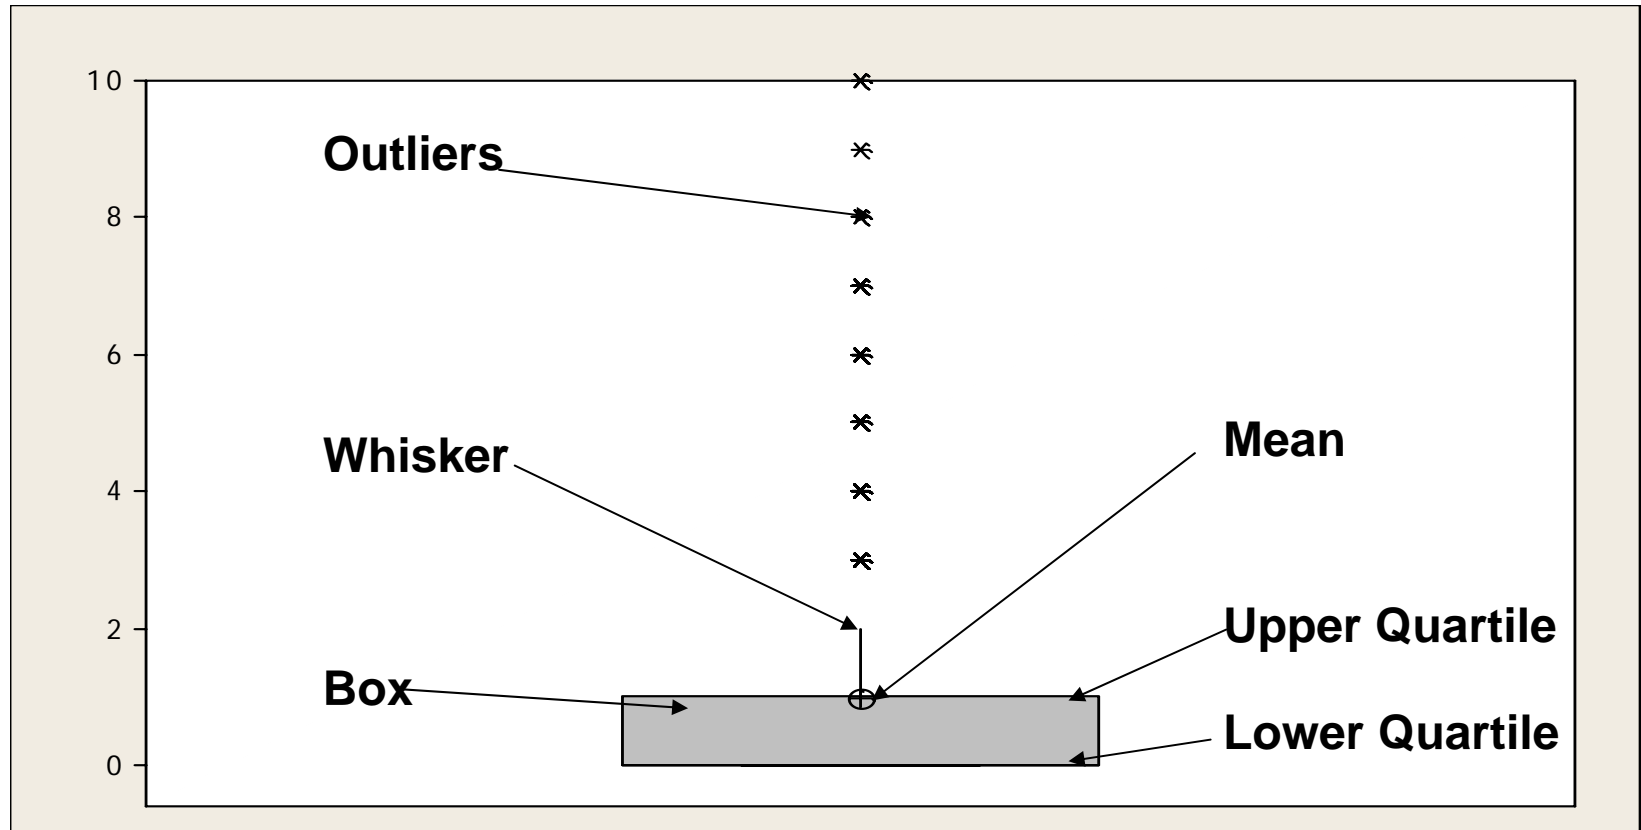 10
Outliers
8
6
Whisker
Mean
4
2
Upper Quartile
Box
Lower Quartile
0